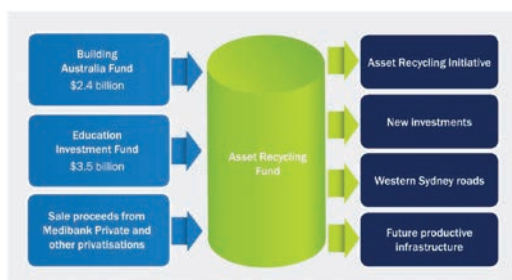 Building
Australia Fund
$2.4 billion
Education
Investment Fund
$3.5 billion
Sale proceeds from
Medibank Private and
other privatisations
Asset Recycling
Fund
Asset Recycling Initiative
New investments
Western Sydney roads
Future productive
infrastructure